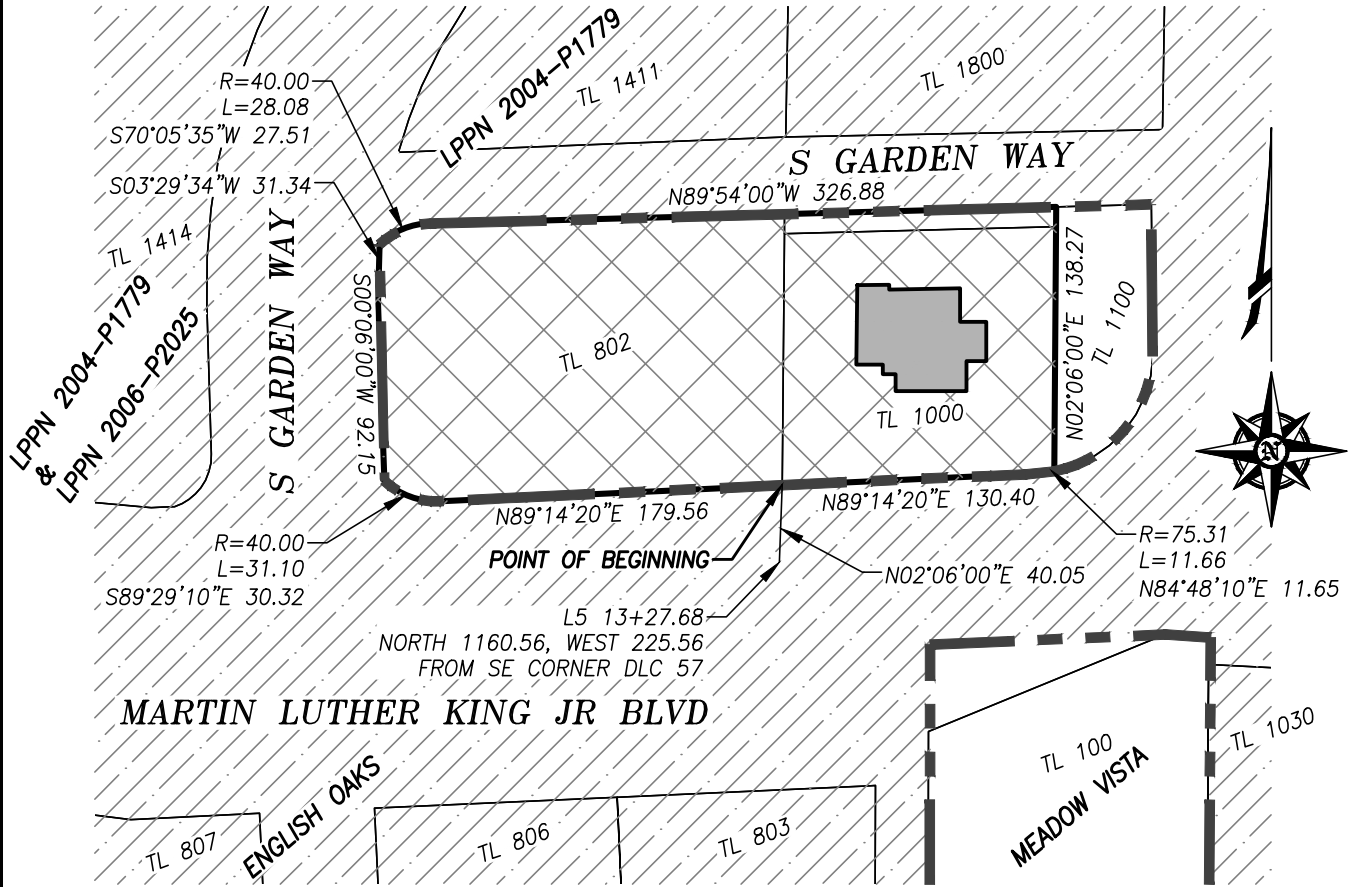 LPPN 2004-P1779
TL 1411
TL 1800
R=40.00
L=28.08
S70°05'35"W 27.51
S GARDEN WAY
S03°29'34"W 31.34
N89°54'00"W 326.88
TL 1414
LPPN 2004-P1779
&
LPPN 2006-P2025
S GARDEN WAY
S00°06'00"W 92.15
TL 802
TL 1000
N02°06'00"E 138.27
TL 1100
N
N89°14'20"E 179.56
N89°14'20"E 130.40
R=40.00
L=31.10
S89°29'10"E 30.32
POINT OF BEGINNING
N02°06'00"E 40.05
R=75.31
L=11.66
N84°48'10"E 11.65
L5 13+27.68
NORTH 1160.56, WEST 225.56
FROM SE CORNER DLC 57
MARTIN LUTHER KING JR BLVD
TL 807
ENGLISH OAKS
TL 806
TL 803
TL 100
MEADOW VISTA
TL 1030